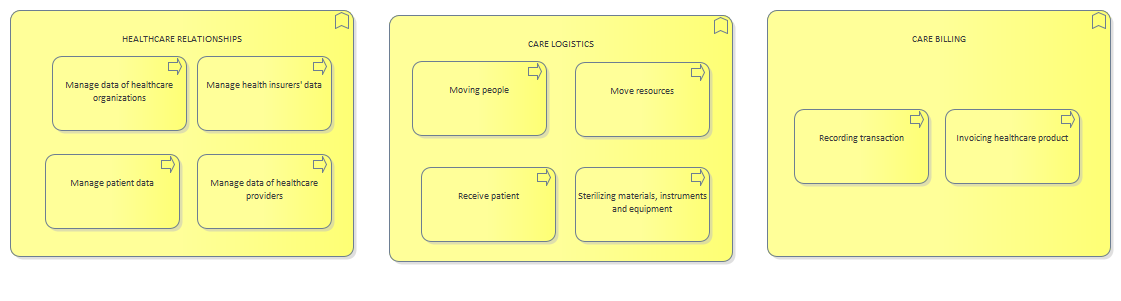 HEALTHCARE RELATIONSHIPS
Manage data of healthcare
organizations
Manage health insurers' data
Manage patient data
Manage data of healthcare
providers
CARE LOGISTICS
Moving people
Move resources
Receive patient
Sterilizing materials, instruments
and equipment
CARE BILLING
Recording transaction
Invoicing healthcare product